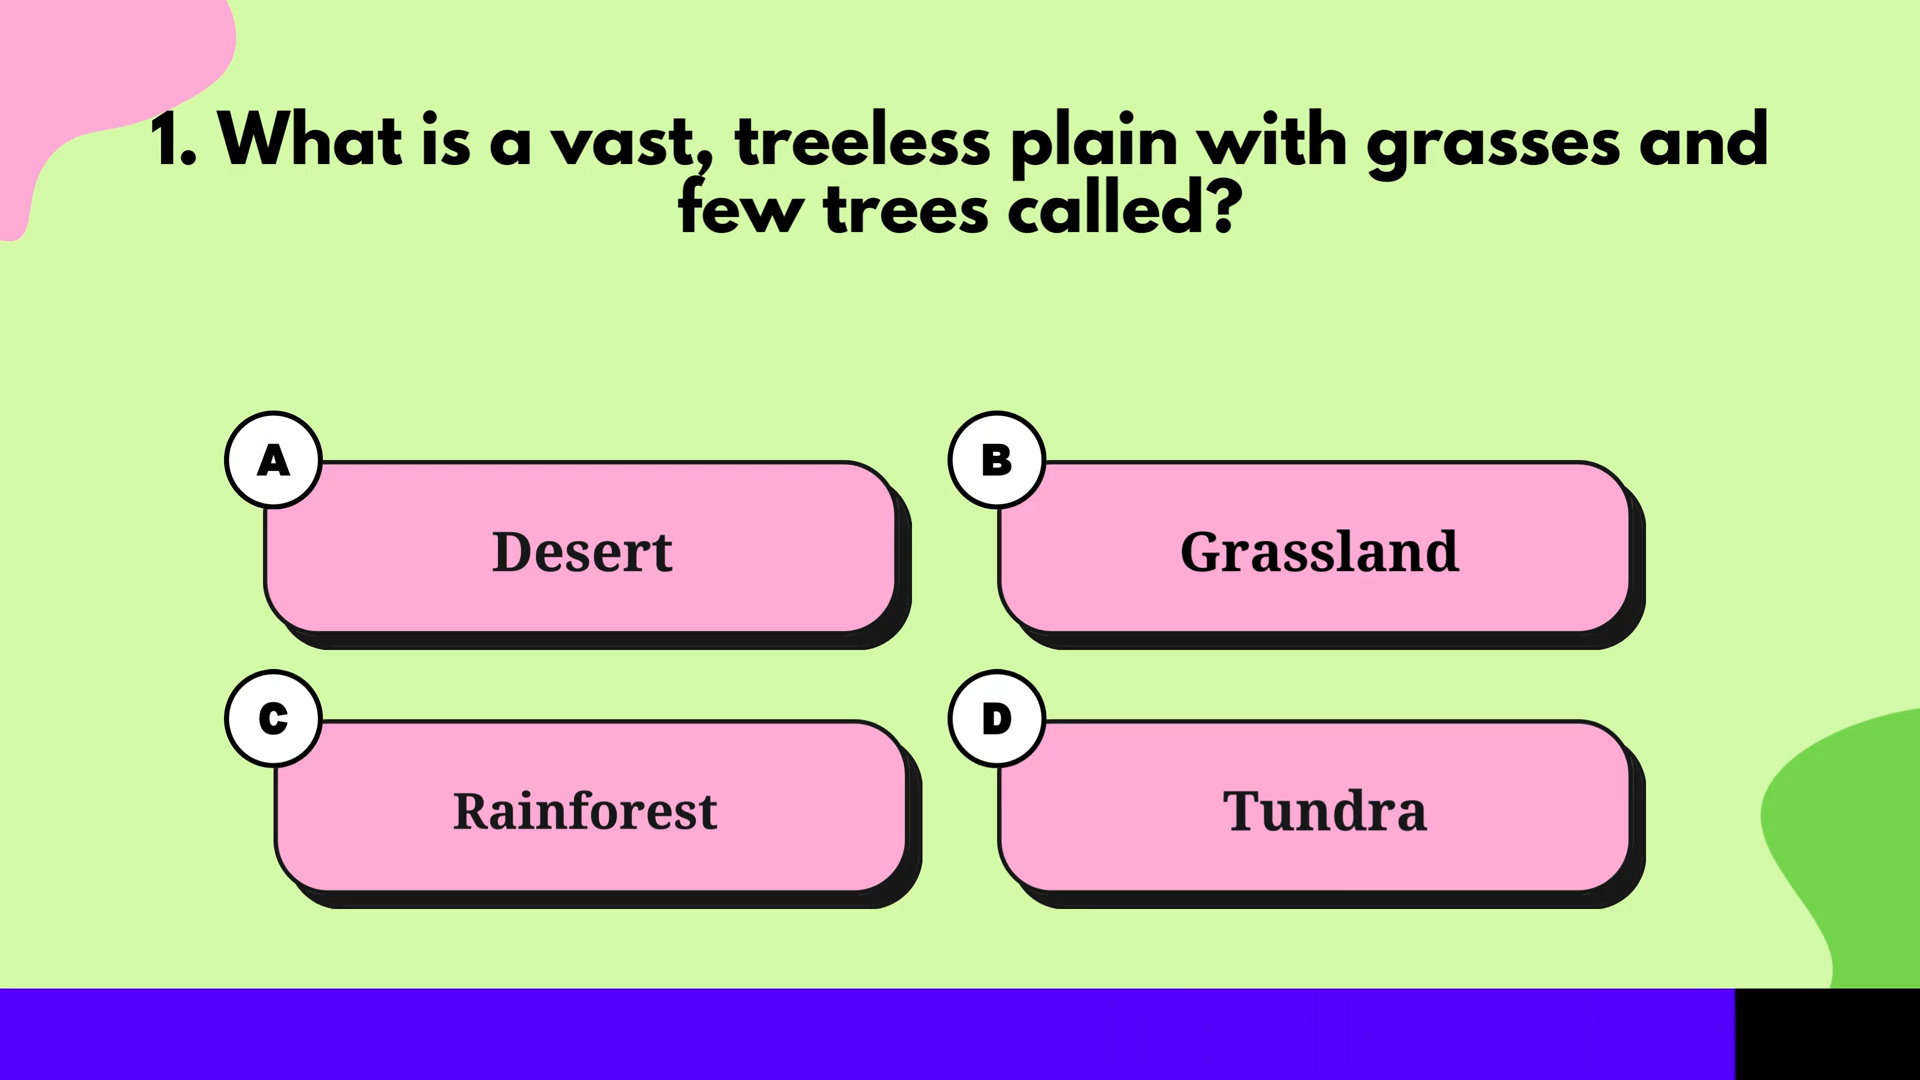 1. What is a vast, treeless plain with grasses and
few trees called?
A
Desert
B
Grassland
C
Rainforest
D
Tundra